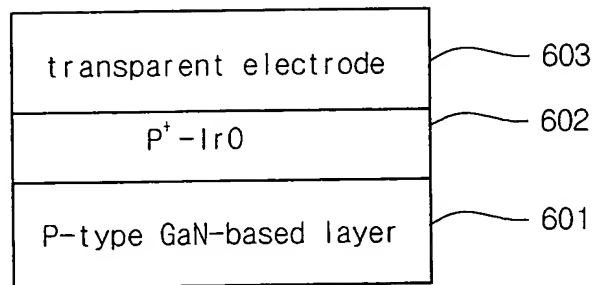 transparent electrode 603
P⁺-IrO 602
P-type GaN-based layer 601